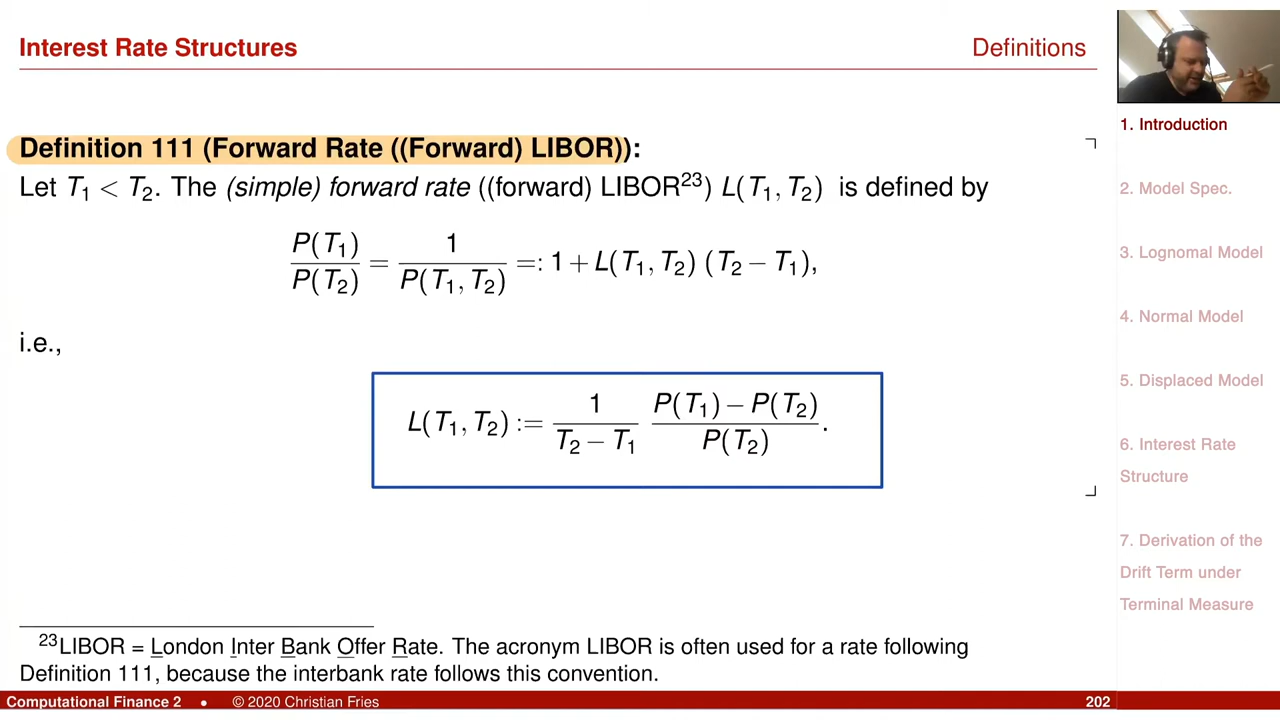 Interest Rate Structures
Definitions
Definition 111 (Forward Rate ((Forward) LIBOR)):
Let T₁ < T₂. The (simple) forward rate ((forward) LIBOR²³) L(T₁, T₂) is defined by
P(T₁)/P(T₂) = 1/P(T₁, T₂) =: 1 + L(T₁, T₂) (T₂ − T₁),
i.e.,
L(T₁, T₂) := 1/(T₂ − T₁) (P(T₁) − P(T₂))/P(T₂).
²³LIBOR = London Inter Bank Offer Rate. The acronym LIBOR is often used for a rate following
Definition 111, because the interbank rate follows this convention.
Computational Finance 2 • © 2020 Christian Fries 202
1. Introduction
2. Model Spec.
3. Lognomal Model
4. Normal Model
5. Displaced Model
6. Interest Rate
Structure
7. Derivation of the
Drift Term under
Terminal Measure